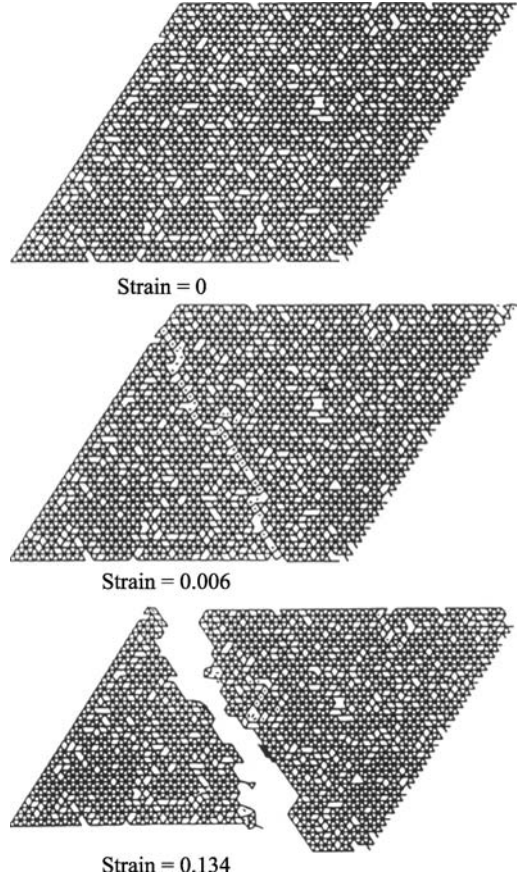 Strain = 0
Strain = 0.006
Strain = 0.134